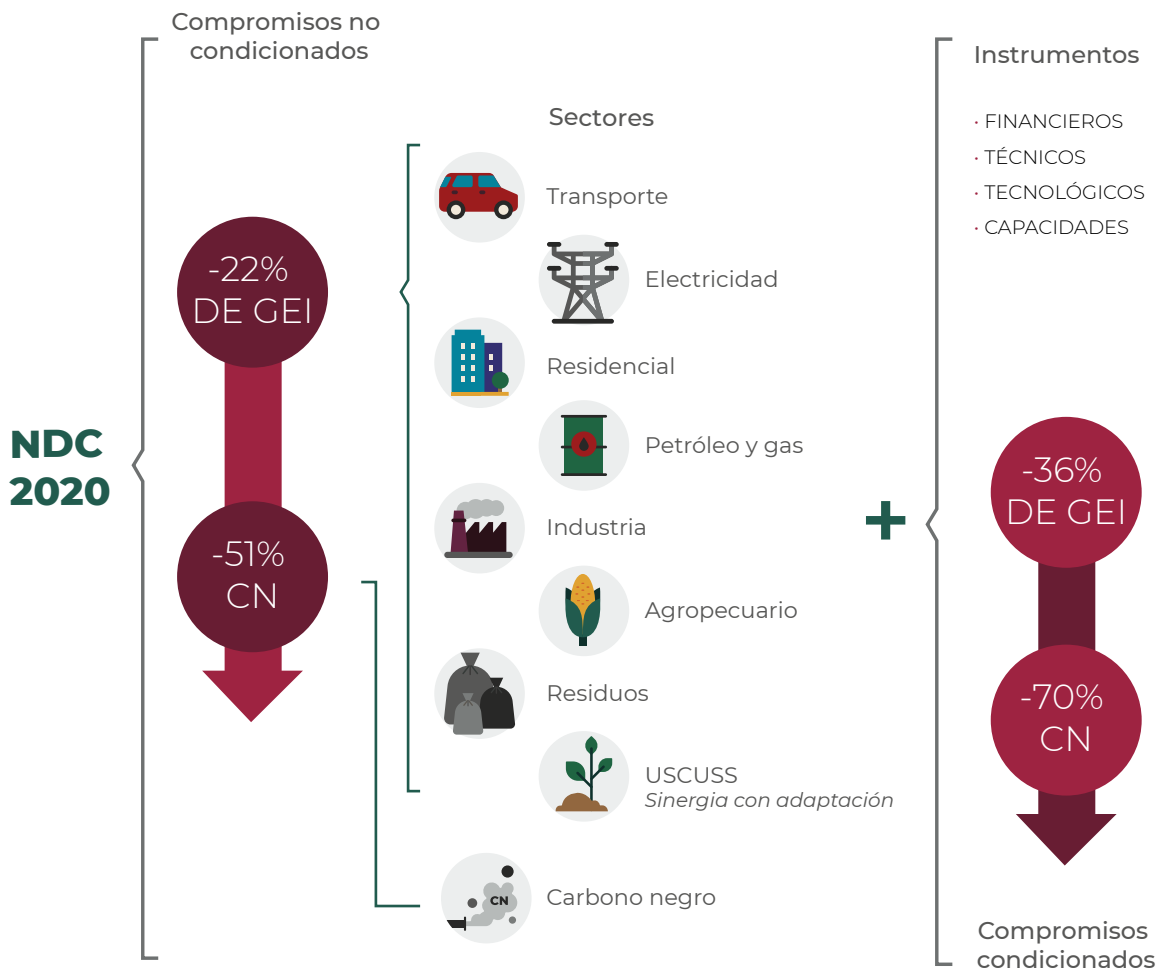 NDC
2020
Compromisos no
condicionados
-22%
DE GEI
-51%
CN
Sectores
Transporte
Electricidad
Residencial
Petróleo y gas
Industria
Agropecuario
Residuos
USCUSS
Sinergia con adaptación
CN
Carbono negro
+
Instrumentos
· FINANCIEROS
· TÉCNICOS
· TECNOLÓGICOS
· CAPACIDADES
-36%
DE GEI
-70%
CN
Compromisos
condicionados